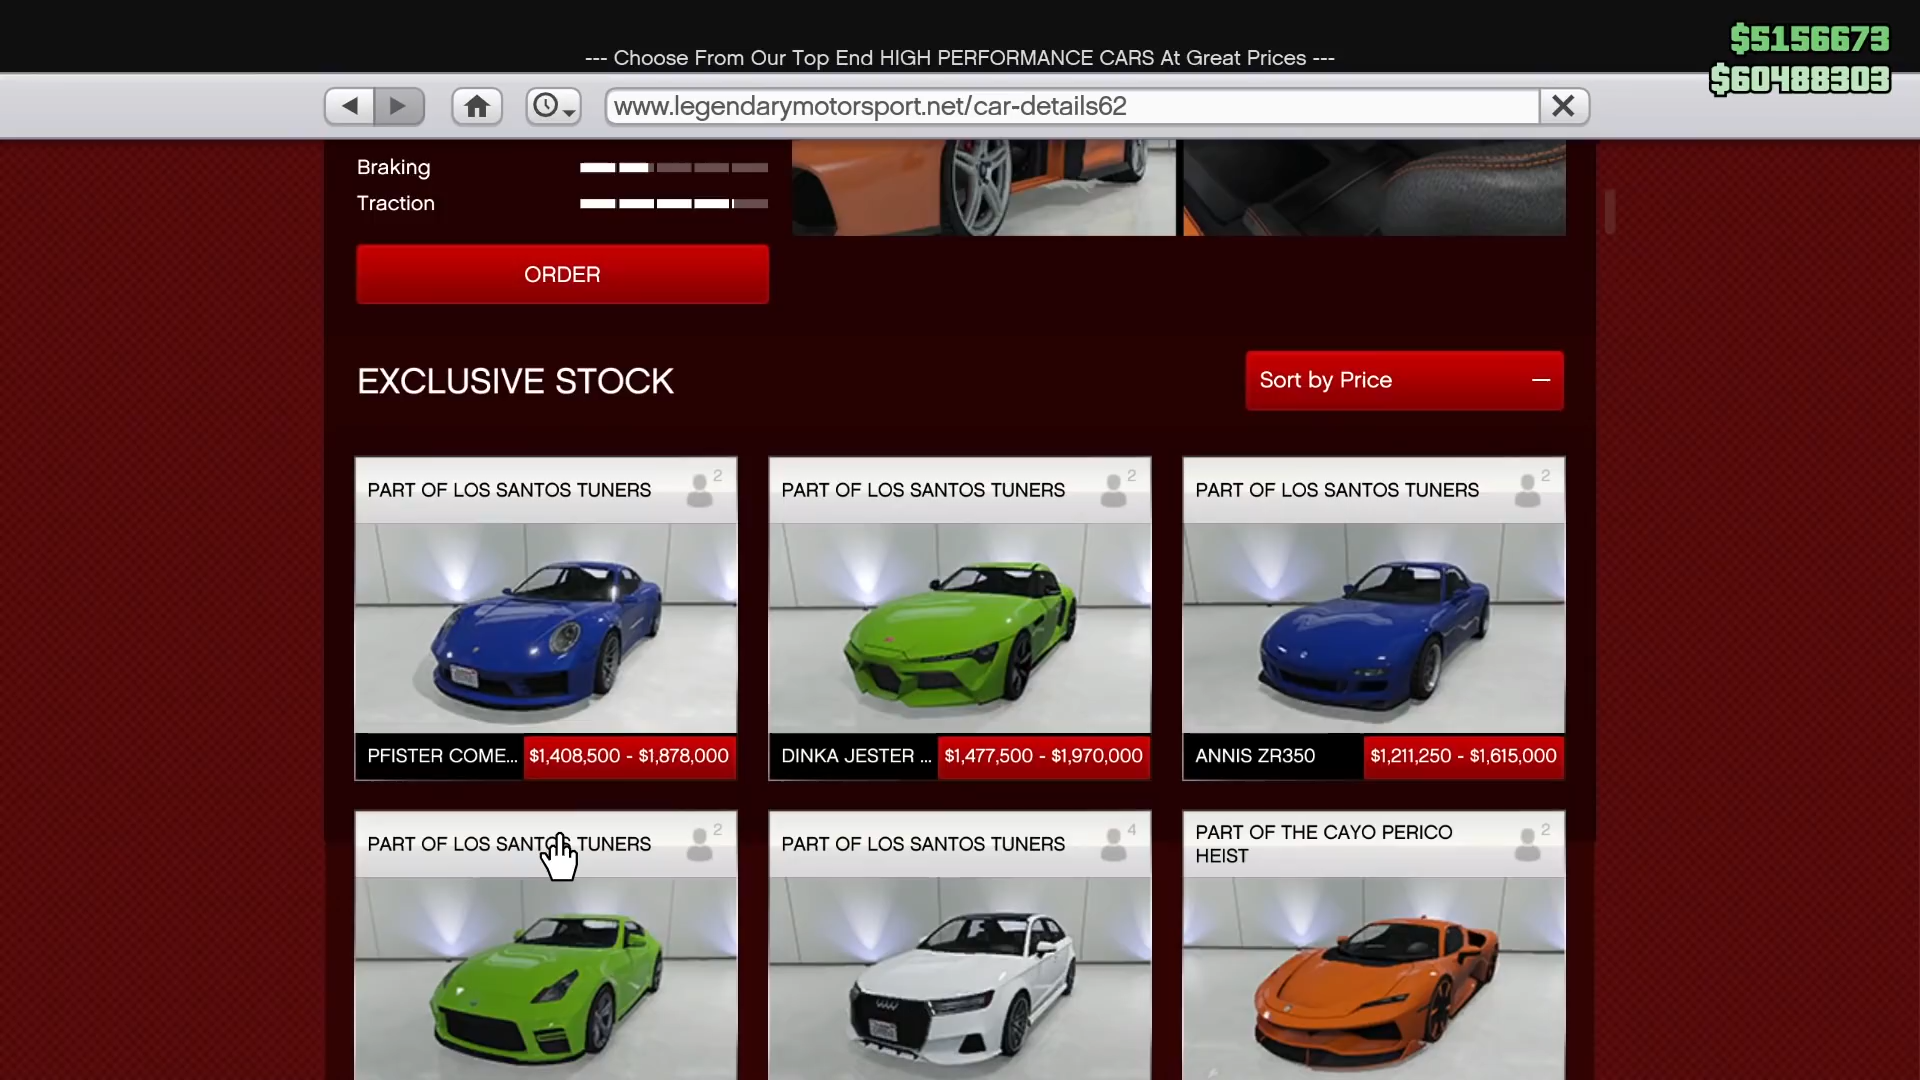 $5156673
--- Choose From Our Top End HIGH PERFORMANCE CARS At Great Prices ---
$60488303
www.legendarymotorsport.net/car-details62
Braking
Traction
ORDER
EXCLUSIVE STOCK
Sort by Price
PART OF LOS SANTOS TUNERS
2
PART OF LOS SANTOS TUNERS
2
PART OF LOS SANTOS TUNERS
2
PFISTER COME...
$1,408,500 - $1,878,000
DINKA JESTER ...
$1,477,500 - $1,970,000
ANNIS ZR350
$1,211,250 - $1,615,000
PART OF LOS SANTOS TUNERS
2
PART OF LOS SANTOS TUNERS
4
PART OF THE CAYO PERICO
HEIST
2